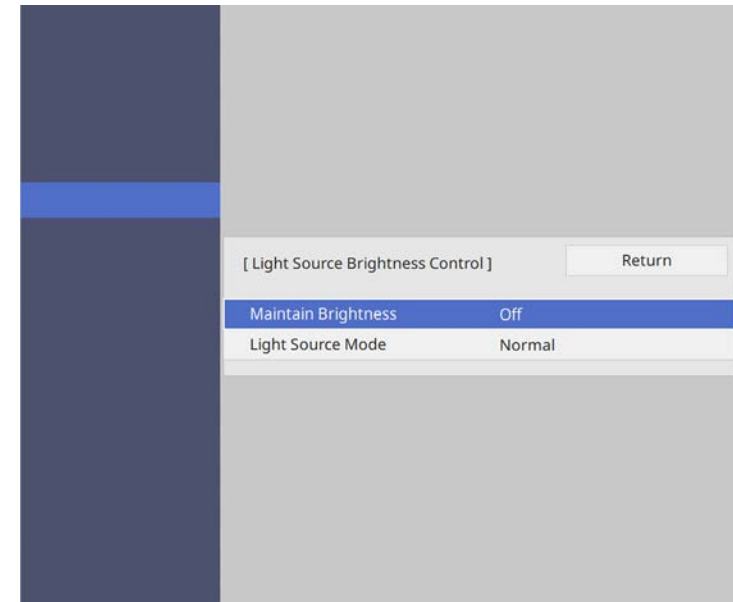 [ Light Source Brightness Control ] Return
Maintain Brightness Off
Light Source Mode Normal